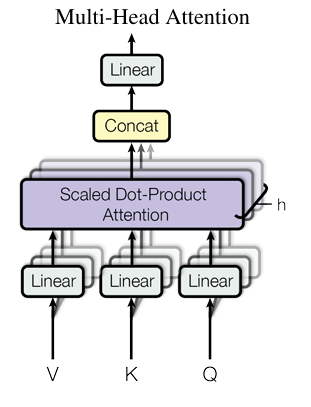 Multi-Head Attention
Linear
Concat
Scaled Dot-Product
Attention
h
Linear Linear Linear
V K Q